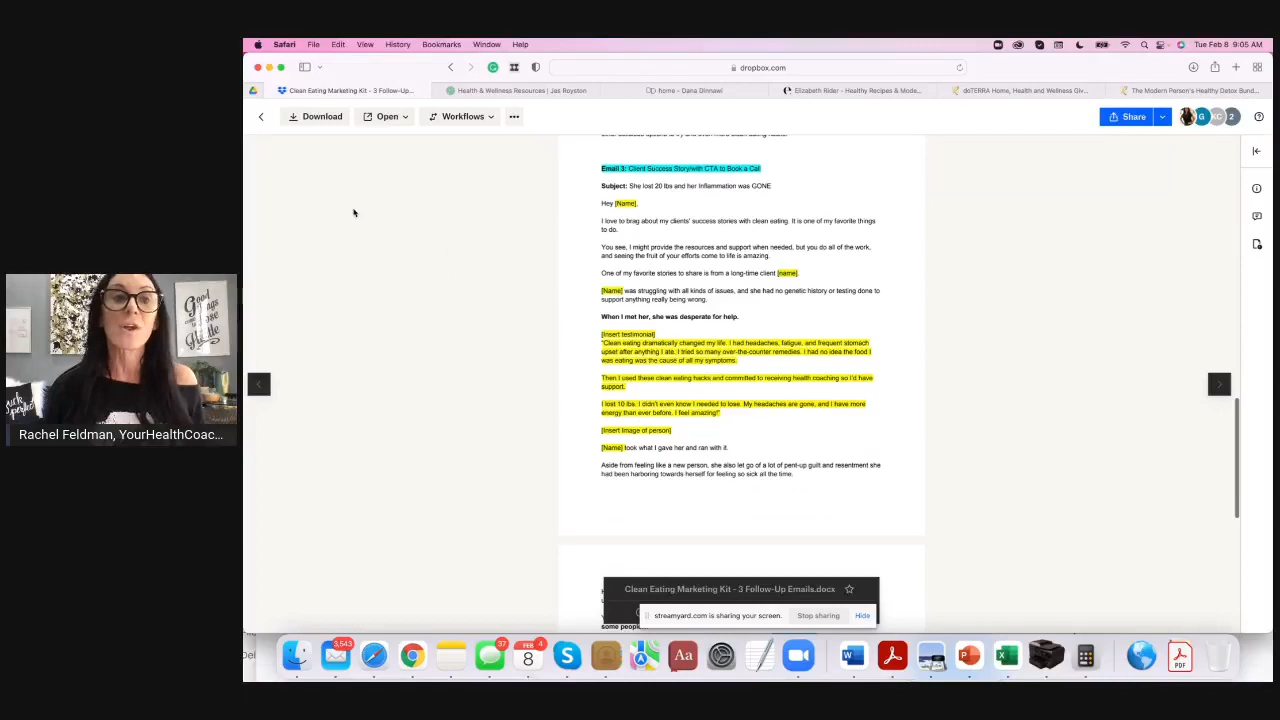 Safari File Edit View History Bookmarks Window Help
Tue Feb 8 9:05 AM
dropbox.com
Clean Eating Marketing Kit - 3 Follow-Up...
Health & Wellness Resources | Jes Royston
home - Dana Dinnawi
Elizabeth Rider - Healthy Recipes & Mode...
doTERRA Home, Health and Wellness Giv...
The Modern Person's Healthy Detox Bund...
Download Open Workflows
Share
G KC 2
Email 3: Client Success Story/with CTA to Book a Call
Subject: She lost 20 lbs and her Inflammation was GONE
Hey [Name],
I love to brag about my clients' success stories with clean eating. It is one of my favorite things
to do.
You see, I might provide the resources and support when needed, but you do all of the work,
and seeing the fruit of your efforts come to life is amazing.
One of my favorite stories to share is from a long-time client [name].
[Name] was struggling with all kinds of issues, and she had no genetic history or testing done to
support anything really being wrong.
When I met her, she was desperate for help.
[Insert testimonial]
"Clean eating dramatically changed my life. I had headaches, fatigue, and frequent stomach
upset after anything I ate. I tried so many over-the-counter remedies. I had no idea the food I
was eating was the cause of all my symptoms.
Then I used these clean eating hacks and committed to receiving health coaching so I'd have
support.
I lost 10 lbs. I didn't even know I needed to lose. My headaches are gone, and I have more
energy than ever before. I feel amazing!"
[Insert Image of person]
[Name] took what I gave her and ran with it.
Aside from feeling like a new person, she also let go of a lot of pent-up guilt and resentment she
had been harboring towards herself for feeling so sick all the time.
Clean Eating Marketing Kit - 3 Follow-Up Emails.docx
streamyard.com is sharing your screen. Stop sharing Hide
some people
Good
things
Rachel Feldman, YourHealthCoac...
3,543
37
FEB 4
8
Aa
PDF